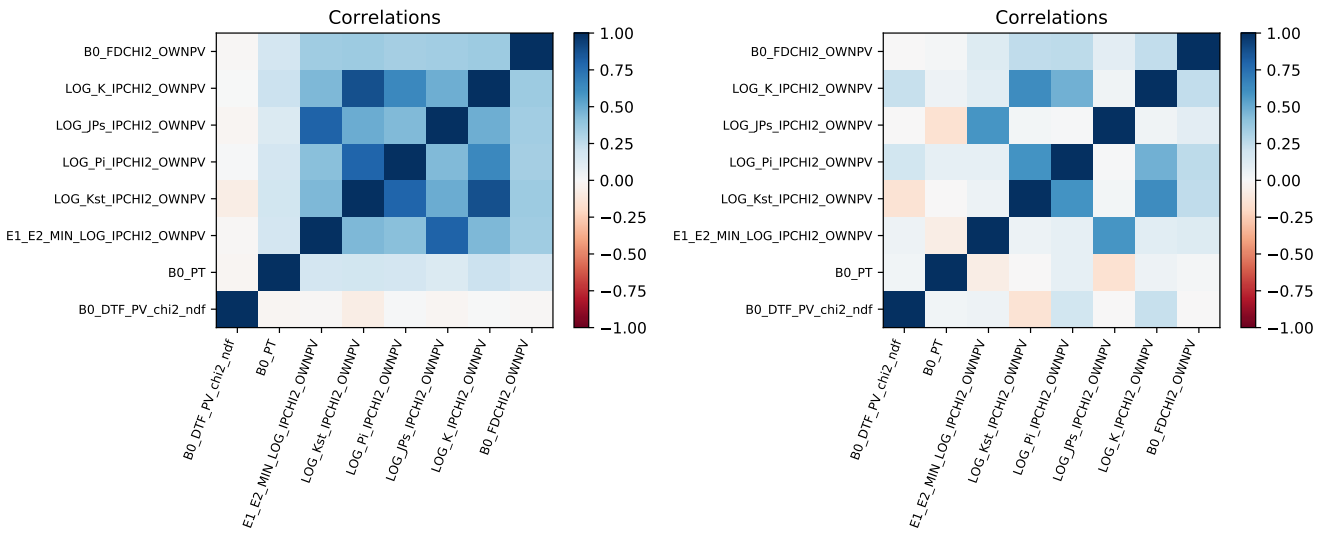 Correlations
B0_FDCHI2_OWNPV
LOG_K_IPCHI2_OWNPV
LOG_JPs_IPCHI2_OWNPV
LOG_Pi_IPCHI2_OWNPV
LOG_Kst_IPCHI2_OWNPV
E1_E2_MIN_LOG_IPCHI2_OWNPV
B0_PT
B0_DTF_PV_chi2_ndf
B0_DTF_PV_chi2_ndf
B0_PT
E1_E2_MIN_LOG_IPCHI2_OWNPV
LOG_Kst_IPCHI2_OWNPV
LOG_Pi_IPCHI2_OWNPV
LOG_JPs_IPCHI2_OWNPV
LOG_K_IPCHI2_OWNPV
B0_FDCHI2_OWNPV
1.00
0.75
0.50
0.25
0.00
−0.25
−0.50
−0.75
−1.00
Correlations
B0_FDCHI2_OWNPV
LOG_K_IPCHI2_OWNPV
LOG_JPs_IPCHI2_OWNPV
LOG_Pi_IPCHI2_OWNPV
LOG_Kst_IPCHI2_OWNPV
E1_E2_MIN_LOG_IPCHI2_OWNPV
B0_PT
B0_DTF_PV_chi2_ndf
B0_DTF_PV_chi2_ndf
B0_PT
E1_E2_MIN_LOG_IPCHI2_OWNPV
LOG_Kst_IPCHI2_OWNPV
LOG_Pi_IPCHI2_OWNPV
LOG_JPs_IPCHI2_OWNPV
LOG_K_IPCHI2_OWNPV
B0_FDCHI2_OWNPV
1.00
0.75
0.50
0.25
0.00
−0.25
−0.50
−0.75
−1.00